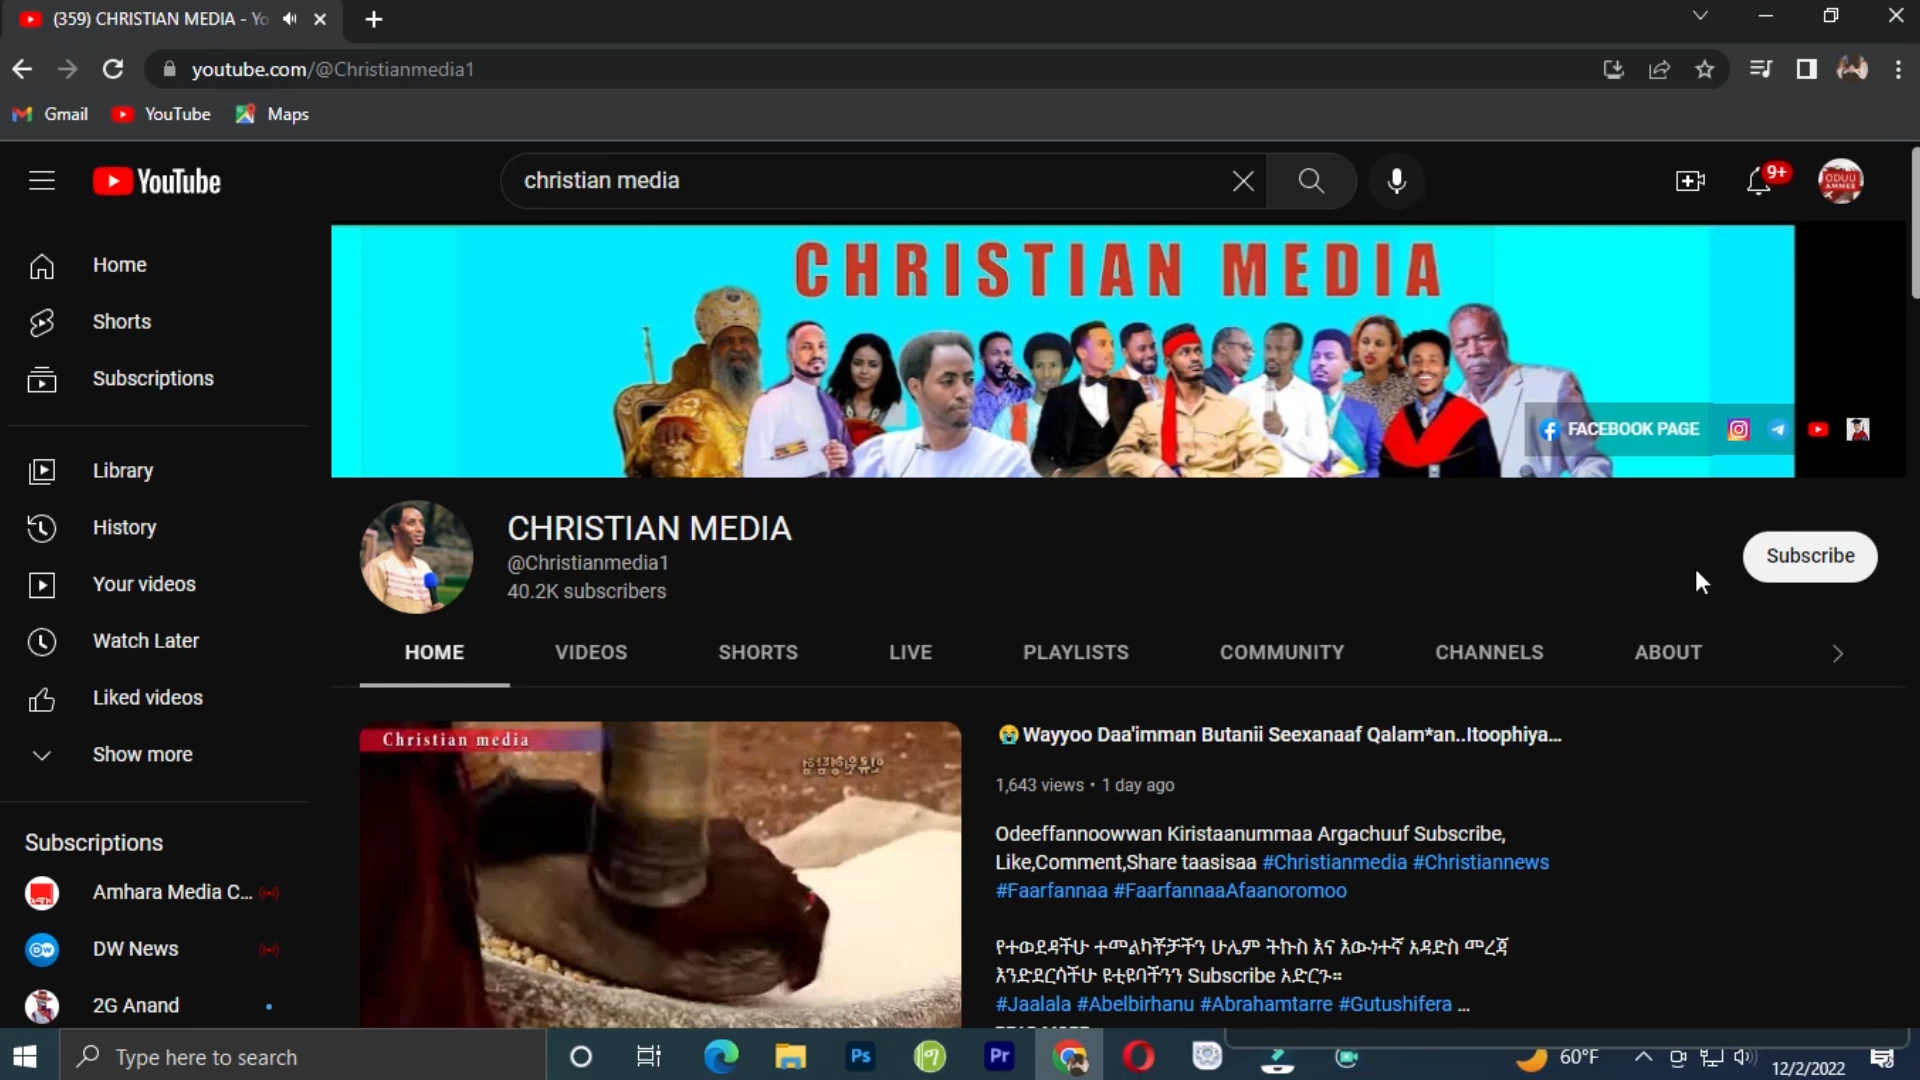 (359) CHRISTIAN MEDIA - Yo
youtube.com/@Christianmedia1
Gmail YouTube Maps
YouTube
christian media
9+
Home
Shorts
Subscriptions
Library
History
Your videos
Watch Later
Liked videos
Show more
Subscriptions
Amhara Media C...
DW News
2G Anand
CHRISTIAN MEDIA
FACEBOOK PAGE
CHRISTIAN MEDIA
@Christianmedia1
40.2K subscribers
Subscribe
HOME VIDEOS SHORTS LIVE PLAYLISTS COMMUNITY CHANNELS ABOUT
Christian media
😭Wayyoo Daa'imman Butanii Seexanaaf Qalam*an..Itoophiya...
1,643 views • 1 day ago
Odeeffannoowwan Kiristaanummaa Argachuuf Subscribe,
Like,Comment,Share taasisaa #Christianmedia #Christiannews
#Faarfannaa #FaarfannaaAfaanoromoo
የተወደዳችሁ ተመልካቾቻችን ሁሌም ትኩስ እና እውነተኛ አዳድስ መረጃ
እንድደርሳችሁ ዩቲዩባችንን Subscribe አድርጉ።
#Jaalala #Abelbirhanu #Abrahamtarre #Gutushifera ...
Type here to search
Ps
Pr
60°F
12/2/2022